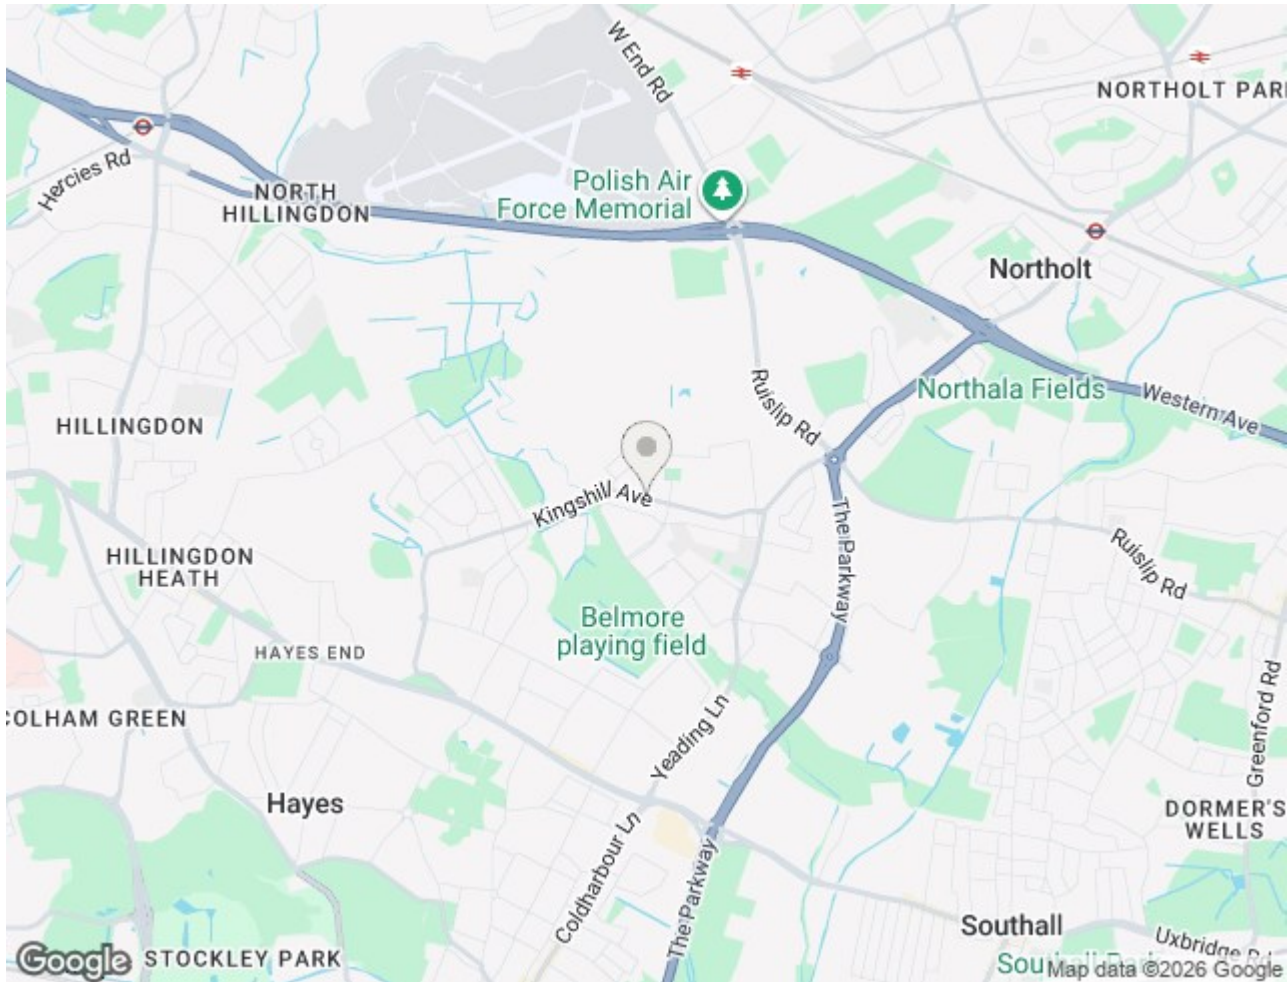 W End Rd
NORTHOLT PARK
Hercies Rd
Polish Air
Force Memorial
NORTH
HILLINGDON
Northolt
Ruislip Rd
Northala Fields
Western Ave
HILLINGDON
Kingshill Ave
The Parkway
HILLINGDON
HEATH
Ruislip Rd
Belmore
playing field
HAYES END
Greenford Rd
COLHAM GREEN
Yeading Ln
Hayes
DORMER'S
WELLS
Coldharbour Ln
The Parkway
Southall
Uxbridge Rd
Google
STOCKLEY PARK
Map data ©2026 Google